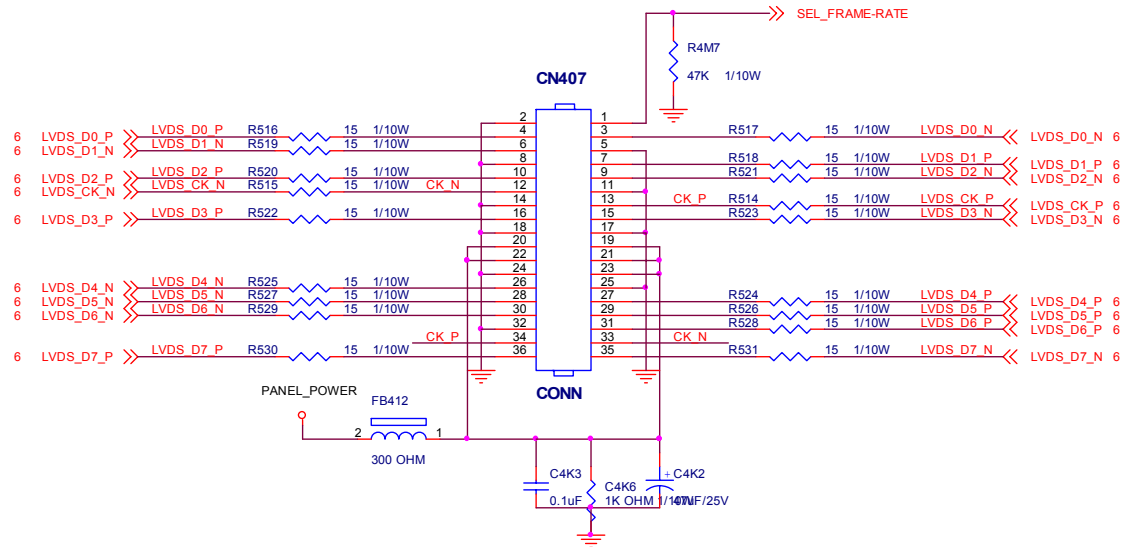 SEL_FRAME-RATE
R4M7
47K 1/10W
CN407
2 1
6 LVDS_D0_P LVDS_D0_P R516 15 1/10W 4 3 R517 15 1/10W LVDS_D0_N LVDS_D0_N 6
6 LVDS_D1_N LVDS_D1_N R519 15 1/10W 6 5
8 7 R518 15 1/10W LVDS_D1_P LVDS_D1_P 6
6 LVDS_D2_P LVDS_D2_P R520 15 1/10W 10 9 R521 15 1/10W LVDS_D2_N LVDS_D2_N 6
6 LVDS_CK_N LVDS_CK_N R515 15 1/10W CK_N 12 11
14 13 CK_P R514 15 1/10W LVDS_CK_P LVDS_CK_P 6
6 LVDS_D3_P LVDS_D3_P R522 15 1/10W 16 15 R523 15 1/10W LVDS_D3_N LVDS_D3_N 6
18 17
20 19
22 21
24 23
6 LVDS_D4_N LVDS_D4_N R525 15 1/10W 26 25
6 LVDS_D5_N LVDS_D5_N R527 15 1/10W 28 27 R524 15 1/10W LVDS_D4_P LVDS_D4_P 6
6 LVDS_D6_N LVDS_D6_N R529 15 1/10W 30 29 R526 15 1/10W LVDS_D5_P LVDS_D5_P 6
32 31 R528 15 1/10W LVDS_D6_P LVDS_D6_P 6
CK_P 34 33 CK_N
6 LVDS_D7_P LVDS_D7_P R530 15 1/10W 36 35 R531 15 1/10W LVDS_D7_N LVDS_D7_N 6
CONN
PANEL_POWER
FB412
2 1
300 OHM
C4K3
0.1uF
C4K6
1K OHM 1/10W
+ C4K2
47UF/25V